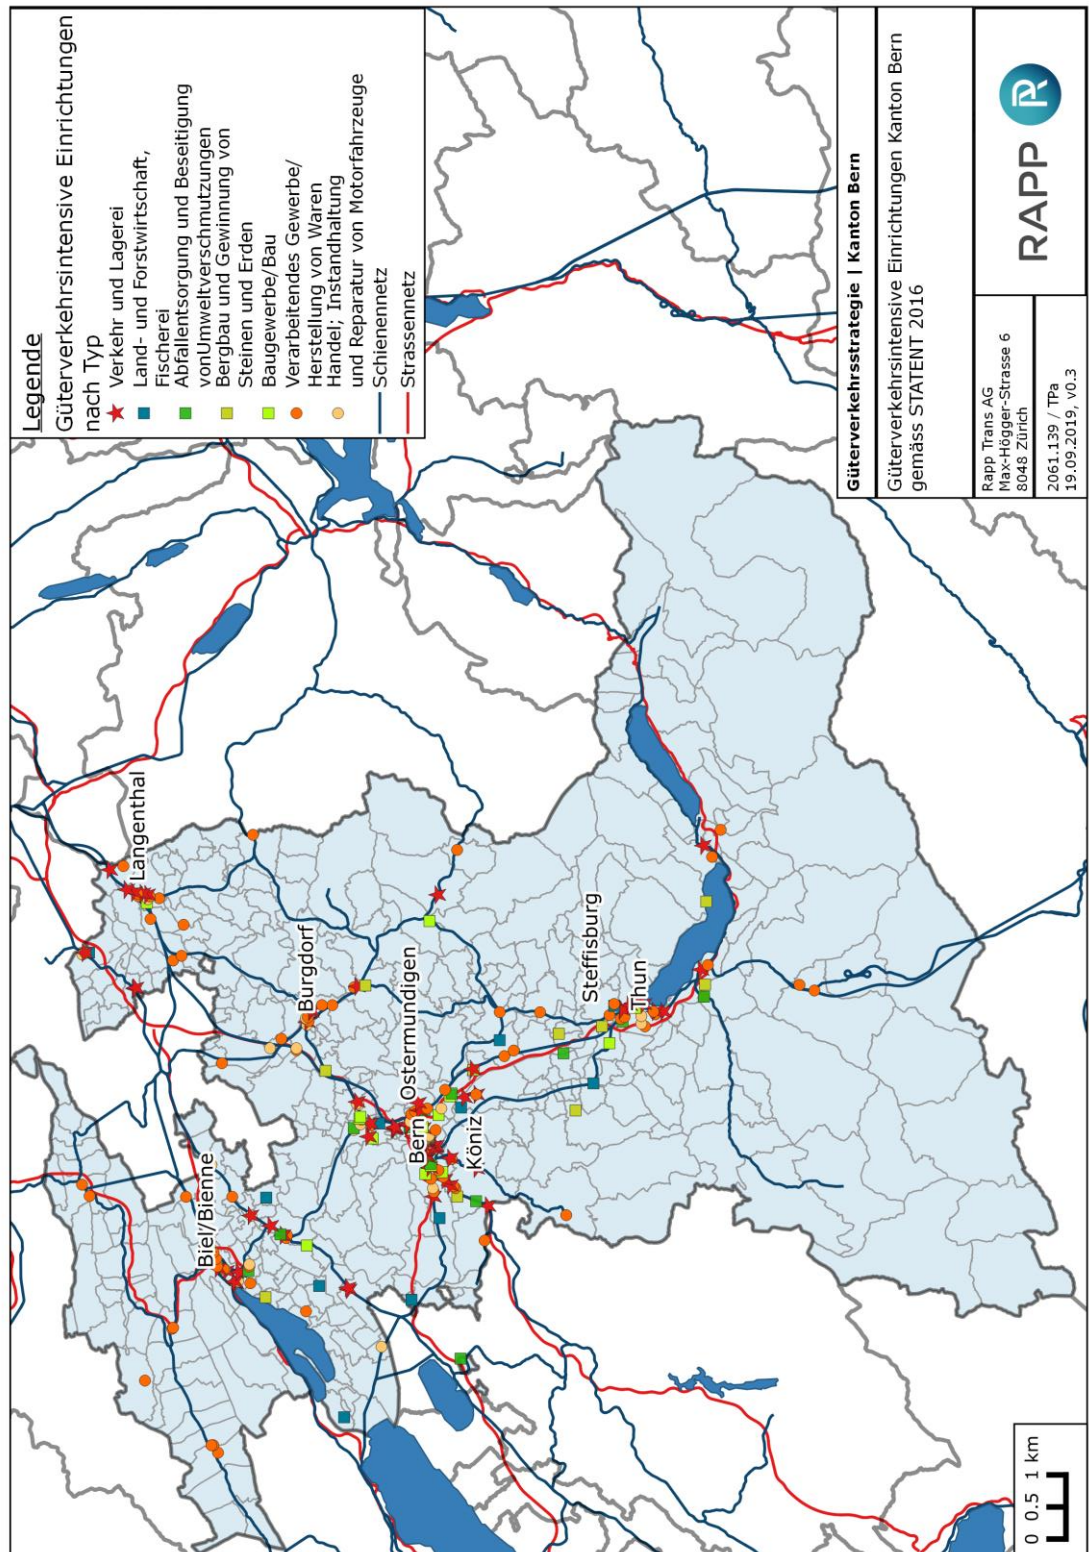 Legende
Güterverkehrsintensive Einrichtungen
nach Typ
Verkehr und Lagerei
Land- und Forstwirtschaft,
Fischerei
Abfallentsorgung und Beseitigung
vonUmweltverschmutzungen
Bergbau und Gewinnung von
Steinen und Erden
Baugewerbe/Bau
Verarbeitendes Gewerbe/
Herstellung von Waren
Handel; Instandhaltung
und Reparatur von Motorfahrzeuge
Schienennetz
Strassennetz
Langenthal
Burgdorf
Biel/Bienne
Ostermundigen
Bern
Köniz
Steffisburg
Thun
0 0.5 1 km
Güterverkehrsstrategie | Kanton Bern
Güterverkehrsintensive Einrichtungen Kanton Bern
gemäss STATENT 2016
Rapp Trans AG
Max-Högger-Strasse 6
8048 Zürich
2061.139 / TPa
19.09.2019, v0.3
RAPP